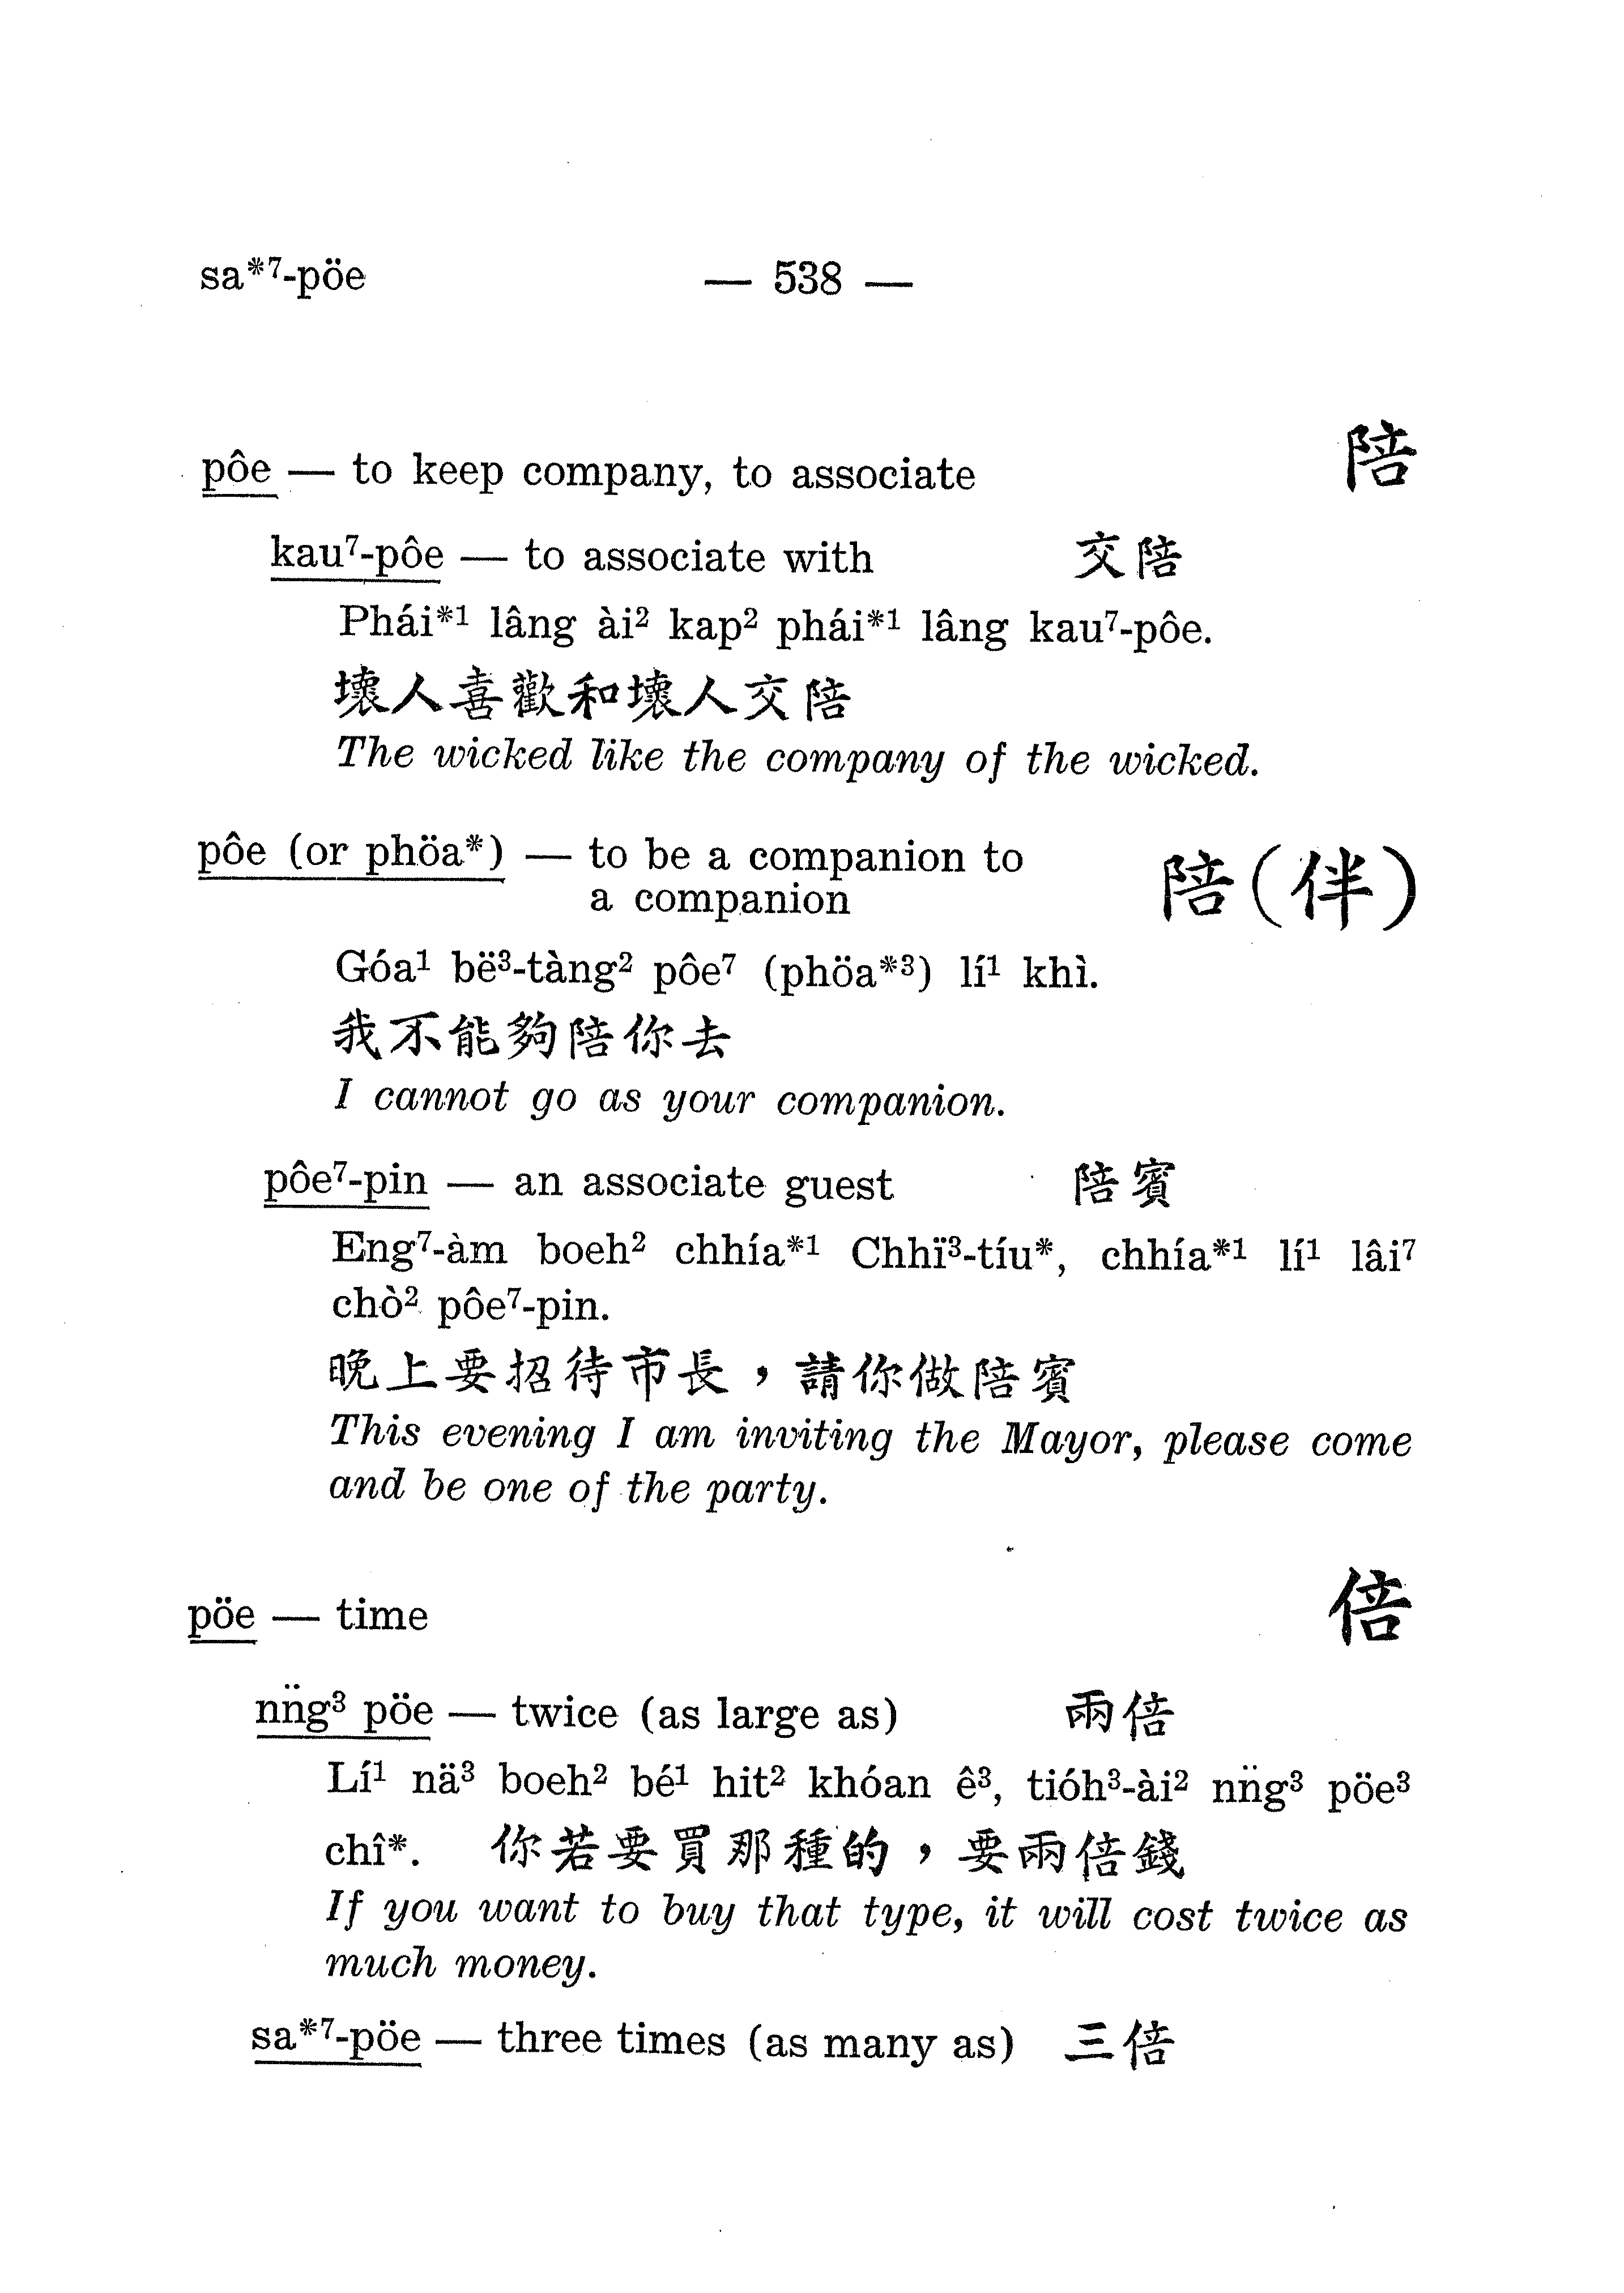 sa*⁷-pöe — 538 —
pôe — to keep company, to associate 陪
kau⁷-pôe — to associate with 交陪
Phái*¹ lâng ài² kap² phái*¹ lâng kau⁷-pôe.
壞人喜歡和壞人交陪
The wicked like the company of the wicked.
pôe (or phöa*) — to be a companion to 陪(伴)
a companion
Góa¹ bë³-tàng² pôe⁷ (phöa*³) lí¹ khì.
我不能夠陪你去
I cannot go as your companion.
pôe⁷-pin — an associate guest 陪賓
Eng⁷-àm boeh² chhía*¹ Chhï³-tíu*, chhía*¹ lí¹ lâi⁷
chò² pôe⁷-pin.
晚上要招待市長，請你做陪賓
This evening I am inviting the Mayor, please come
and be one of the party.
pöe — time 倍
nn̈g³ pöe — twice (as large as) 兩倍
Lí¹ nä³ boeh² bé¹ hit² khóan ê³, tióh³-ài² nn̈g³ pöe³
chî*. 你若要買那種的，要兩倍錢
If you want to buy that type, it will cost twice as
much money.
sa*⁷-pöe — three times (as many as) 三倍